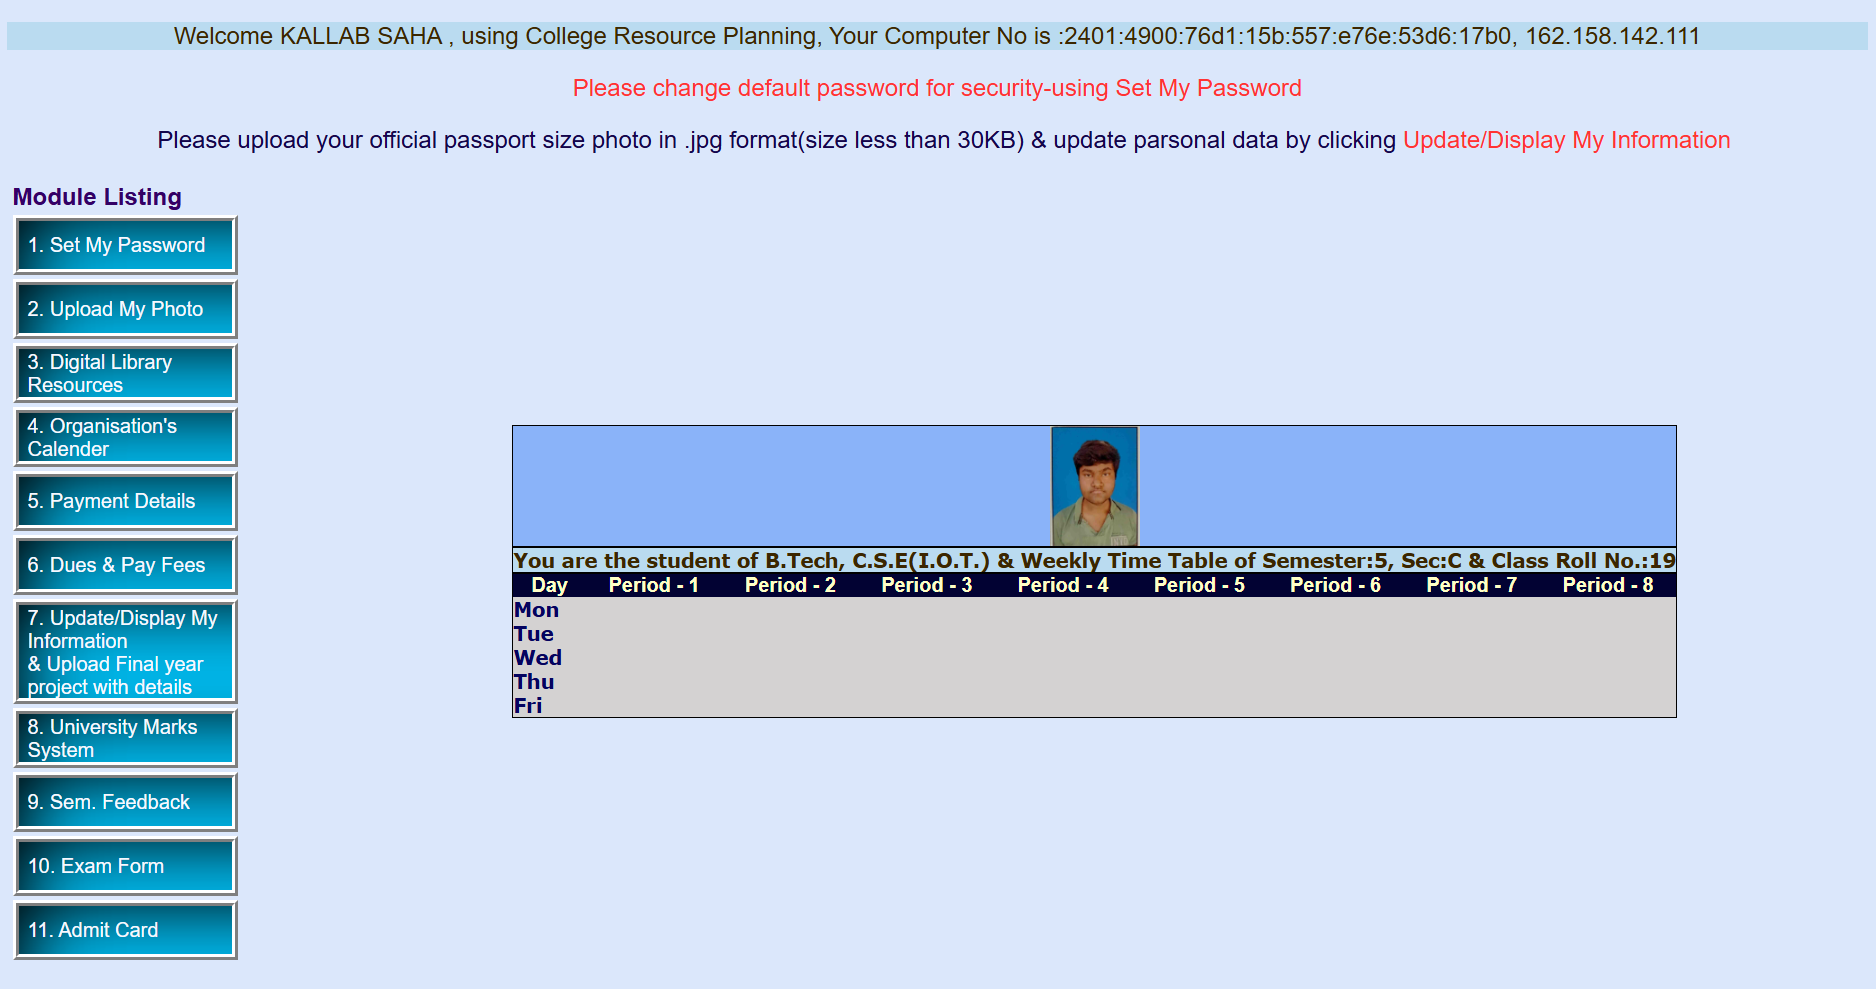 Welcome KALLAB SAHA , using College Resource Planning, Your Computer No is :2401:4900:76d1:15b:557:e76e:53d6:17b0, 162.158.142.111
Please change default password for security-using Set My Password
Please upload your official passport size photo in .jpg format(size less than 30KB) & update parsonal data by clicking Update/Display My Information
Module Listing
1. Set My Password
2. Upload My Photo
3. Digital Library
Resources
4. Organisation's
Calender
5. Payment Details
6. Dues & Pay Fees
7. Update/Display My
Information
& Upload Final year
project with details
8. University Marks
System
9. Sem. Feedback
10. Exam Form
11. Admit Card
You are the student of B.Tech, C.S.E(I.O.T.) & Weekly Time Table of Semester:5, Sec:C & Class Roll No.:19
Day Period - 1 Period - 2 Period - 3 Period - 4 Period - 5 Period - 6 Period - 7 Period - 8
Mon
Tue
Wed
Thu
Fri